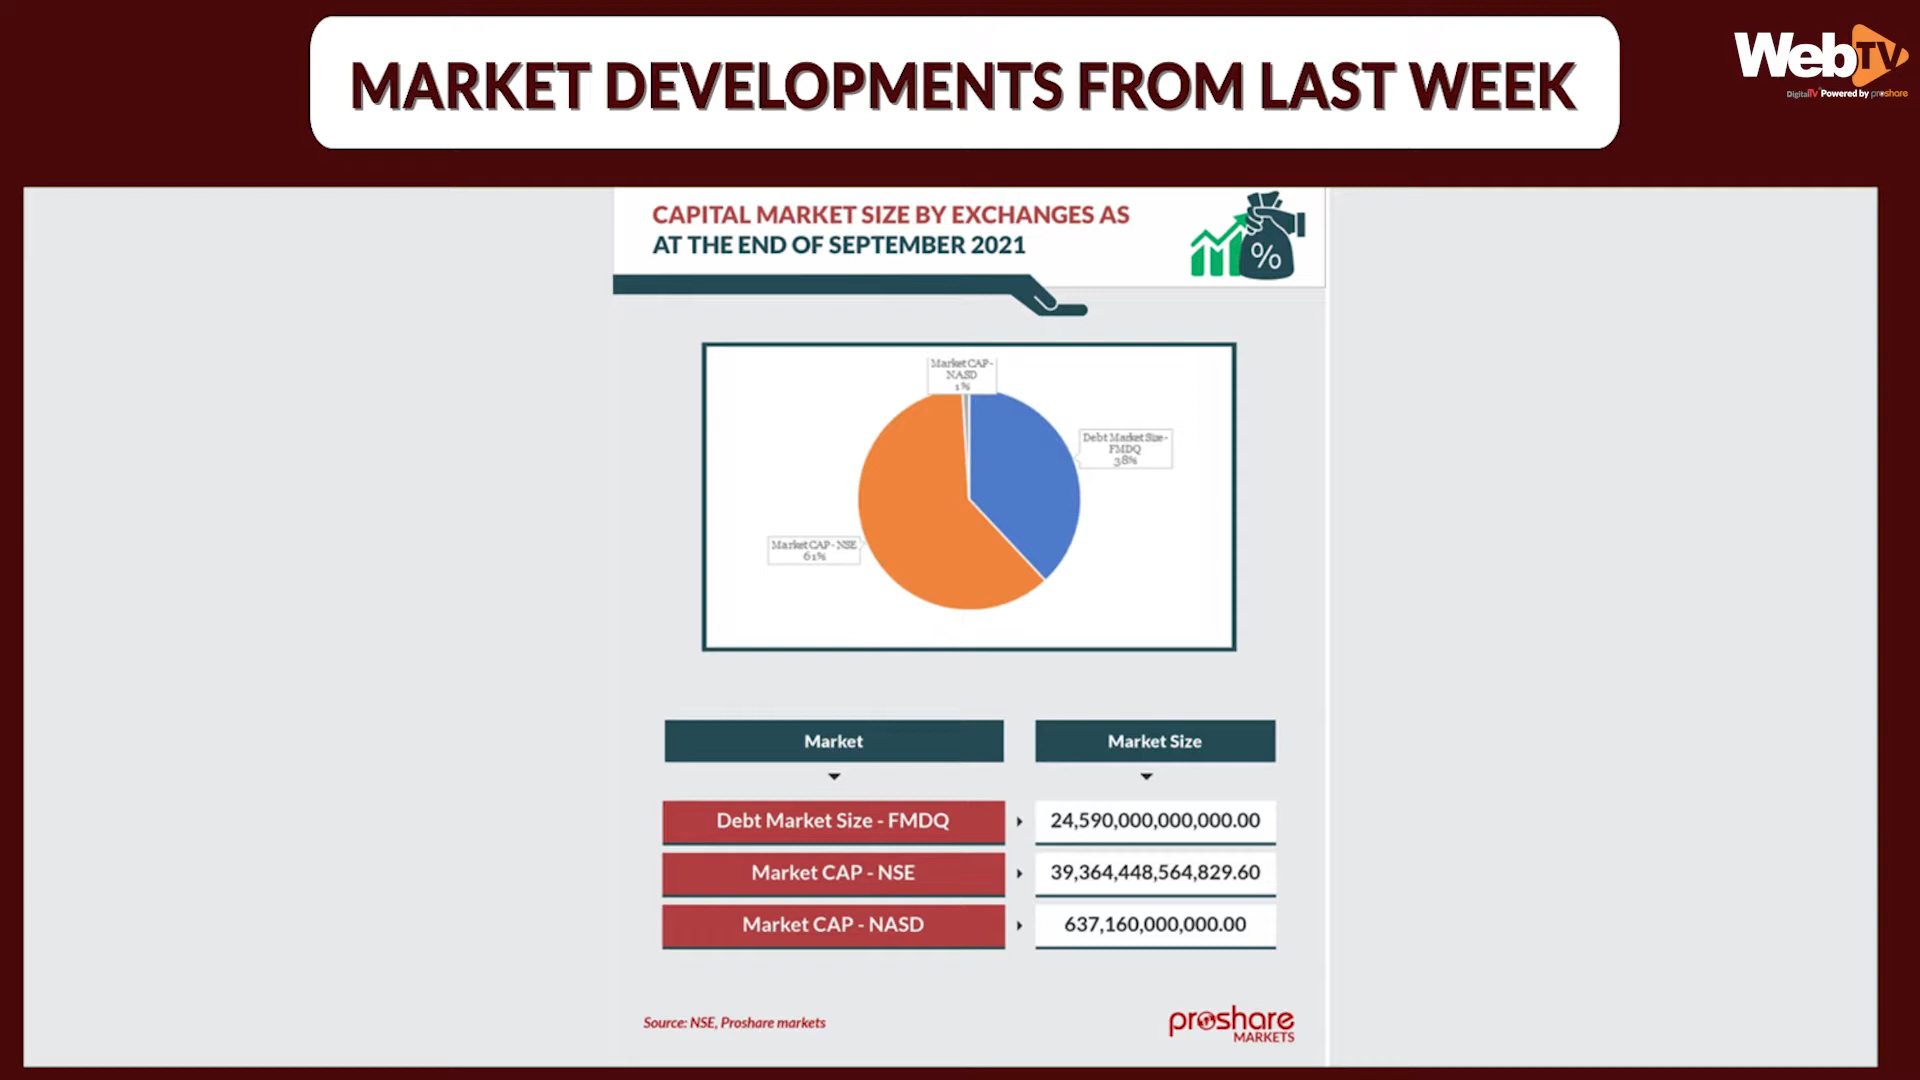 MARKET DEVELOPMENTS FROM LAST WEEK
WebTV
DigitalTV Powered by proshare
CAPITAL MARKET SIZE BY EXCHANGES AS
AT THE END OF SEPTEMBER 2021
%
Market CAP -
NASD
1%
Debt Market Size -
FMDQ
38%
Market CAP - NSE
61%
Market
Market Size
Debt Market Size - FMDQ
24,590,000,000,000.00
Market CAP - NSE
39,364,448,564,829.60
Market CAP - NASD
637,160,000,000.00
Source: NSE, Proshare markets
proshare
MARKETS